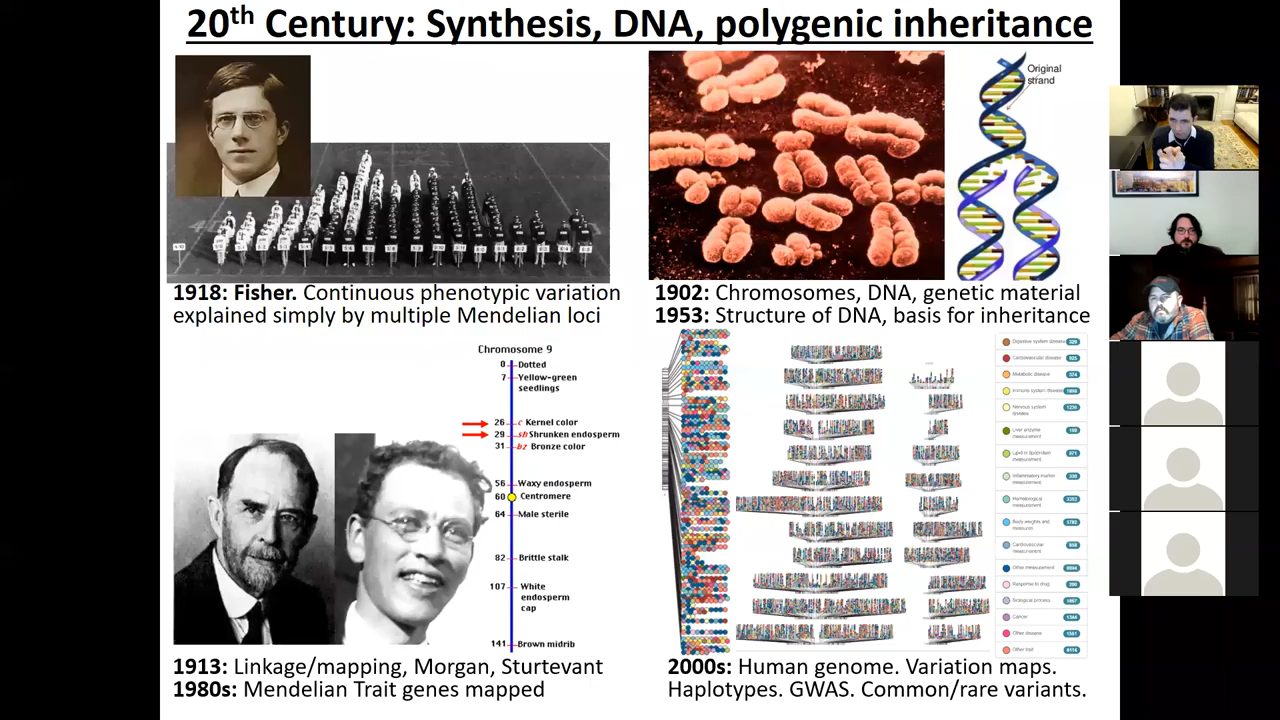 20th Century: Synthesis, DNA, polygenic inheritance
1918: Fisher. Continuous phenotypic variation
explained simply by multiple Mendelian loci
Original
strand
1902: Chromosomes, DNA, genetic material
1953: Structure of DNA, basis for inheritance
Chromosome 9
0 Dotted
7 Yellow-green
seedlings
26 c Kernel color
29 sh Shrunken endosperm
31 bz Bronze color
56 Waxy endosperm
60 Centromere
64 Male sterile
82 Brittle stalk
107 White
endosperm
cap
141 Brown midrib
1913: Linkage/mapping, Morgan, Sturtevant
1980s: Mendelian Trait genes mapped
Digestive system disease
Cardiovascular disease
Metabolic disease
Immune system disease
Nervous system
disease
Liver enzyme
measurement
Lipid or lipoprotein
measurement
Inflammatory marker
measurement
Hematological
measurement
Body weights and
measures
Cardiovascular
measurement
Other measurement
Response to drug
Biological process
Cancer
Other disease
Other trait
2000s: Human genome. Variation maps.
Haplotypes. GWAS. Common/rare variants.